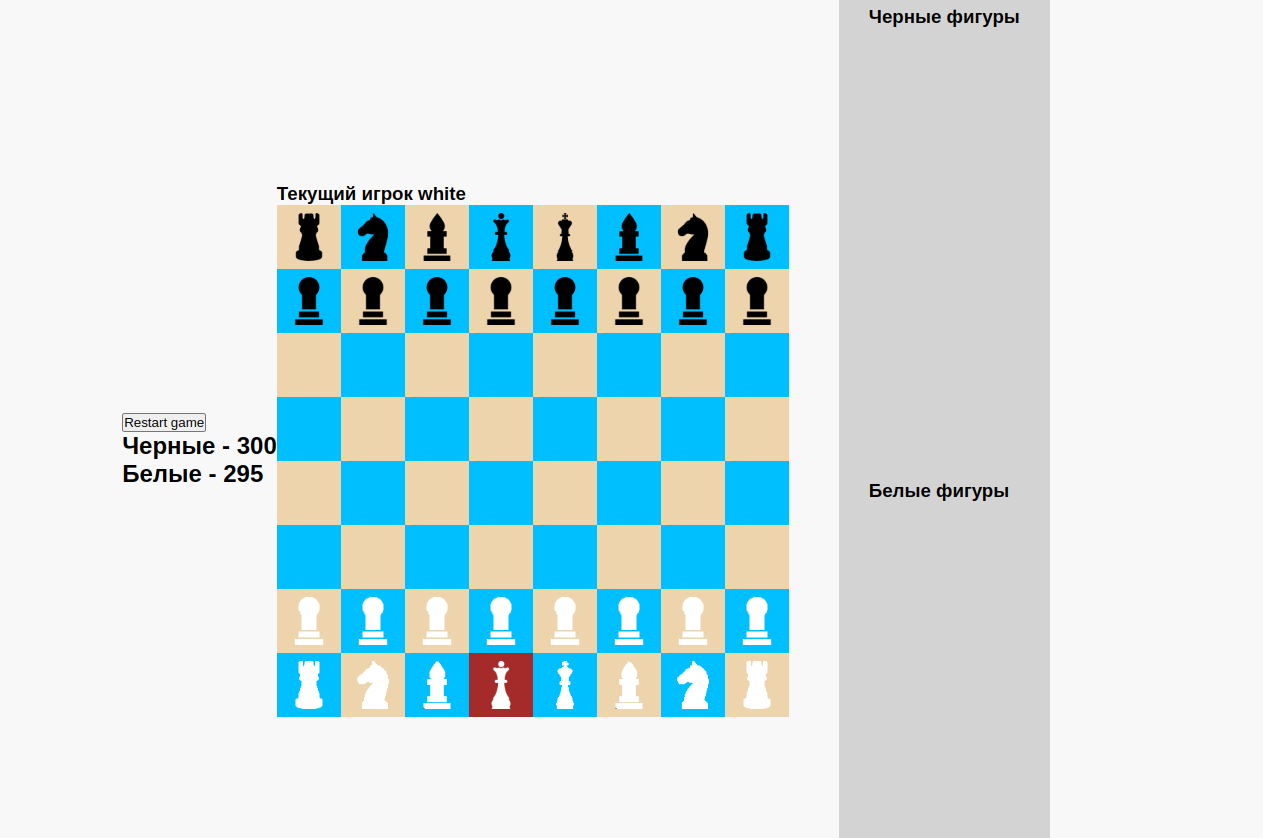 Черные фигуры
Текущий игрок white
Restart game
Черные - 300
Белые - 295
Белые фигуры